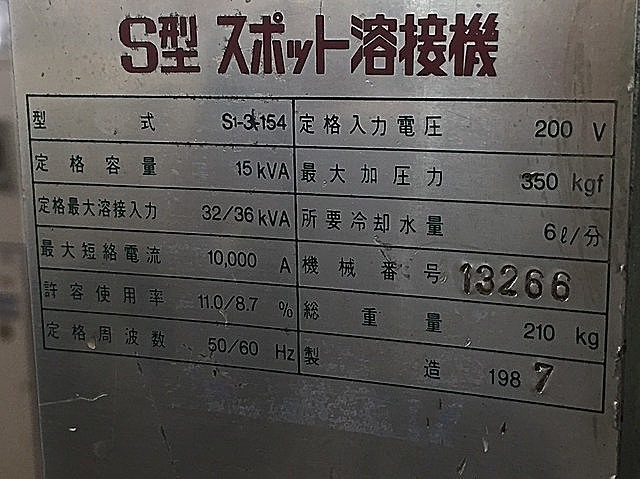 S型 スポット溶接機
型式 S1-3-154 定格入力電圧 200 V
定格容量 15 kVA 最大加圧力 350 kgf
定格最大溶接入力 32/36 kVA 所要冷却水量 6ℓ/分
最大短絡電流 10,000 A 機械番号 13266
許容使用率 11.0/8.7 % 総重量 210 kg
定格周波数 50/60 Hz 製造 1987